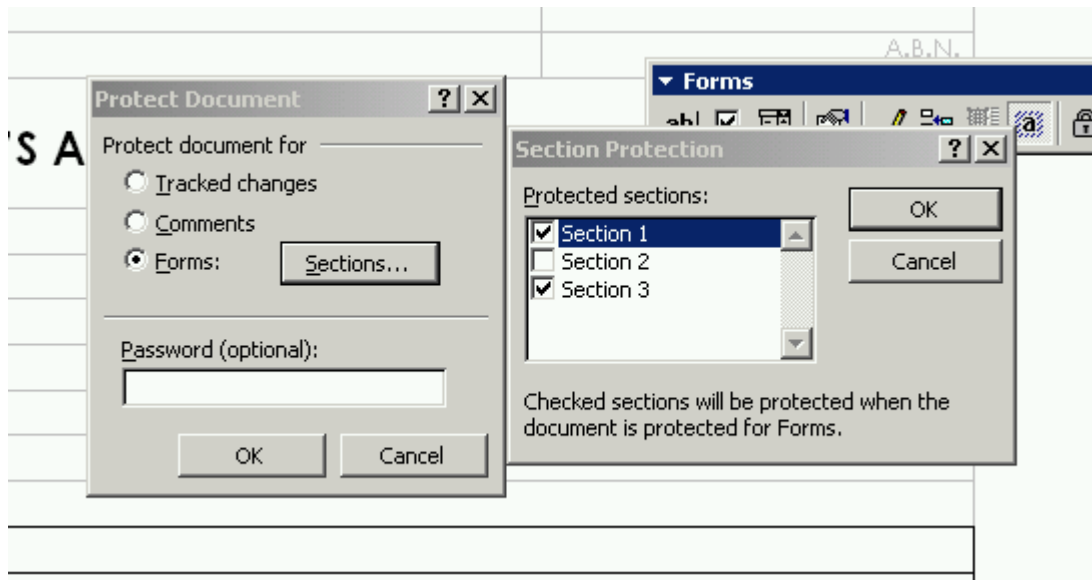 A.B.N.
Forms
ab|
a
'S A
Protect Document
Protect document for
Tracked changes
Comments
Forms:
Sections...
Password (optional):
OK
Cancel
Section Protection
Protected sections:
Section 1
Section 2
Section 3
OK
Cancel
Checked sections will be protected when the
document is protected for Forms.